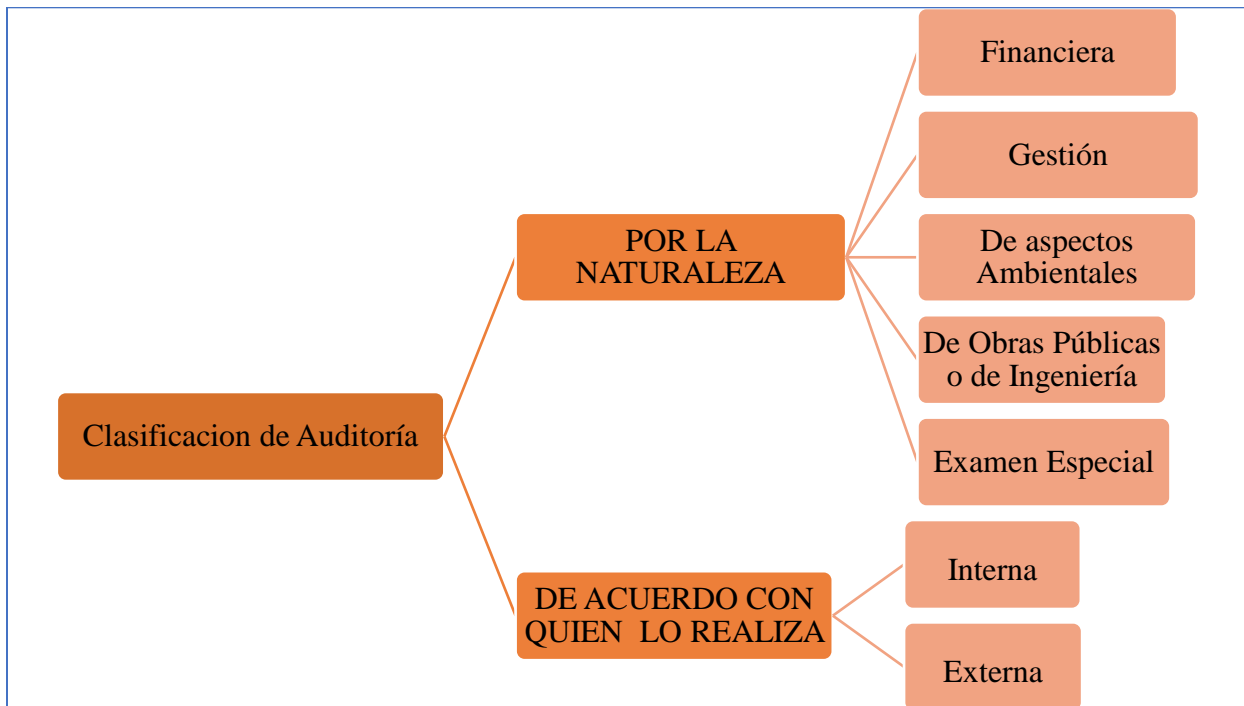 Clasificacion de Auditoría
POR LA
NATURALEZA
Financiera
Gestión
De aspectos
Ambientales
De Obras Públicas
o de Ingeniería
Examen Especial
DE ACUERDO CON
QUIEN LO REALIZA
Interna
Externa